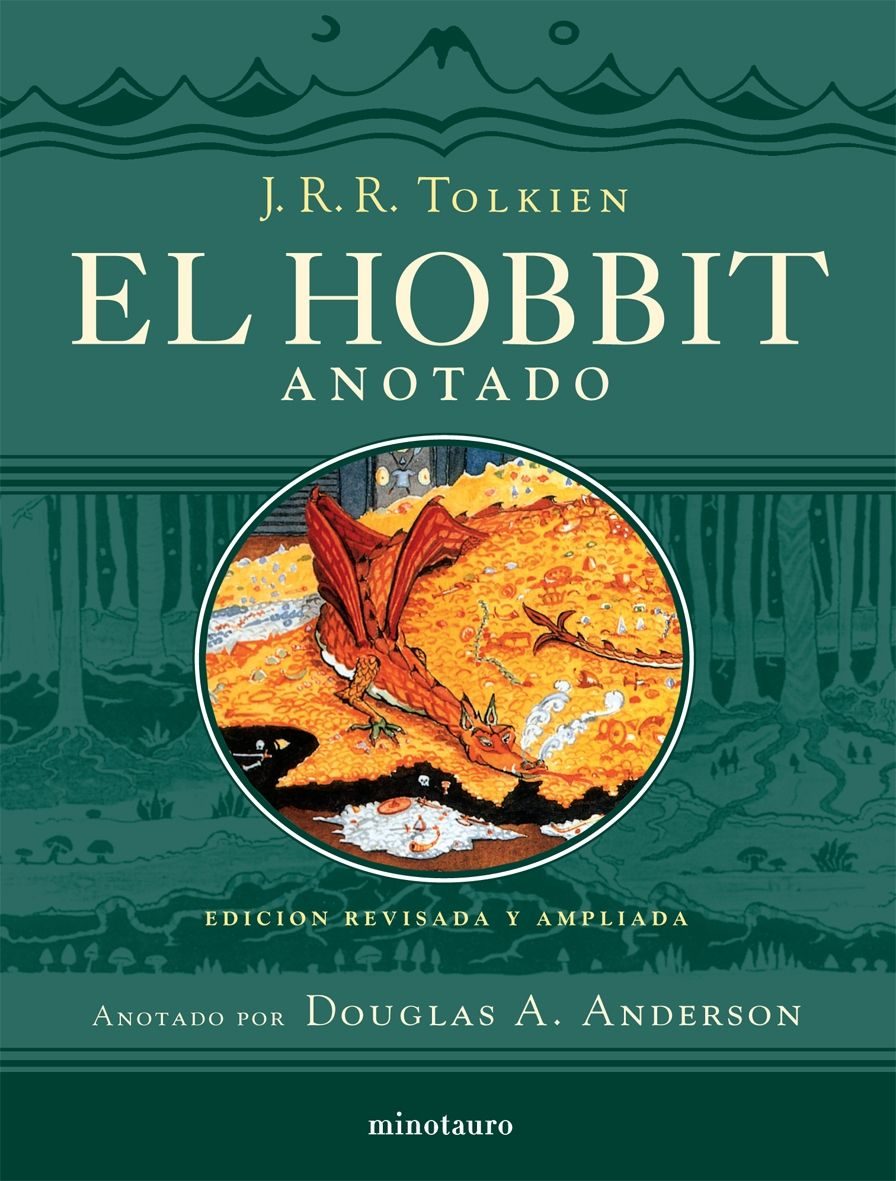 J. R. R. TOLKIEN
EL HOBBIT
ANOTADO
EDICION REVISADA Y AMPLIADA
ANOTADO POR DOUGLAS A. ANDERSON
minotauro